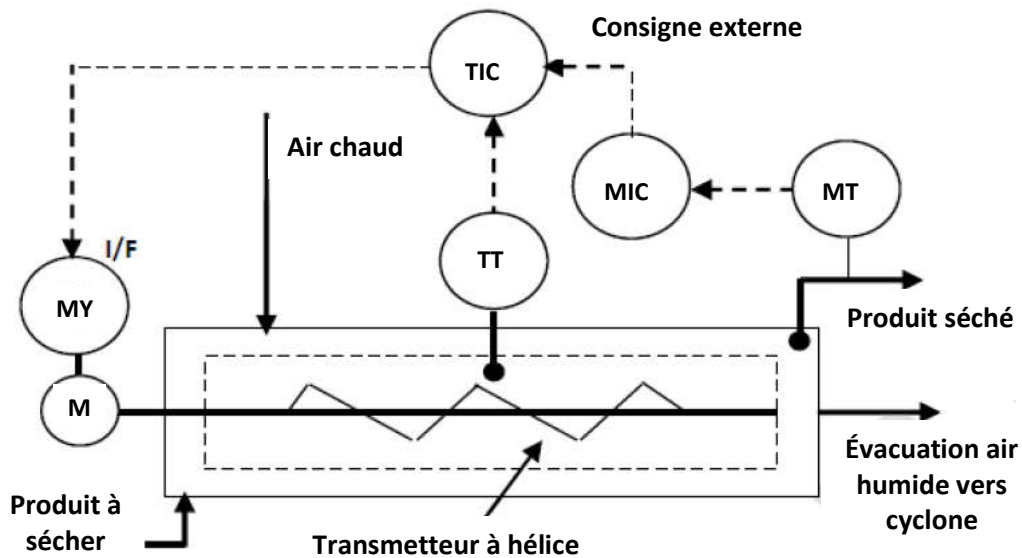 Consigne externe
TIC
Air chaud
MIC
MT
I/F
TT
MY
Produit séché
M
Évacuation air
humide vers
cyclone
Produit à
sécher
Transmetteur à hélice